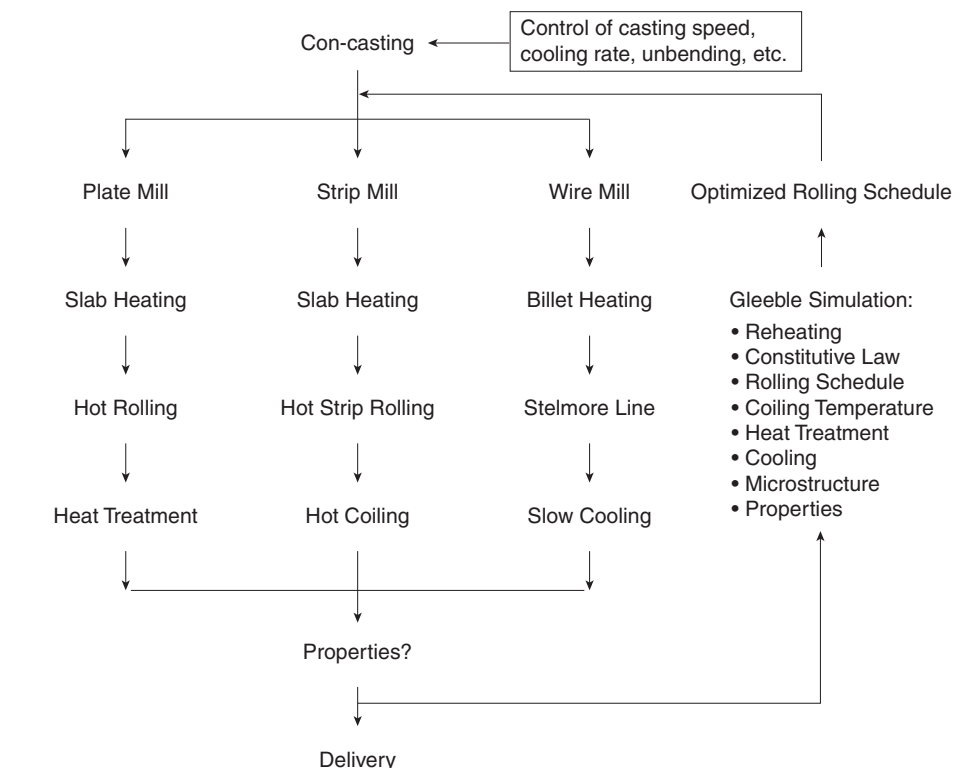 Con-casting
Control of casting speed,
cooling rate, unbending, etc.
Plate Mill
Strip Mill
Wire Mill
Optimized Rolling Schedule
Slab Heating
Slab Heating
Billet Heating
Gleeble Simulation:
• Reheating
• Constitutive Law
• Rolling Schedule
• Coiling Temperature
• Heat Treatment
• Cooling
• Microstructure
• Properties
Hot Rolling
Hot Strip Rolling
Stelmore Line
Heat Treatment
Hot Coiling
Slow Cooling
Properties?
Delivery